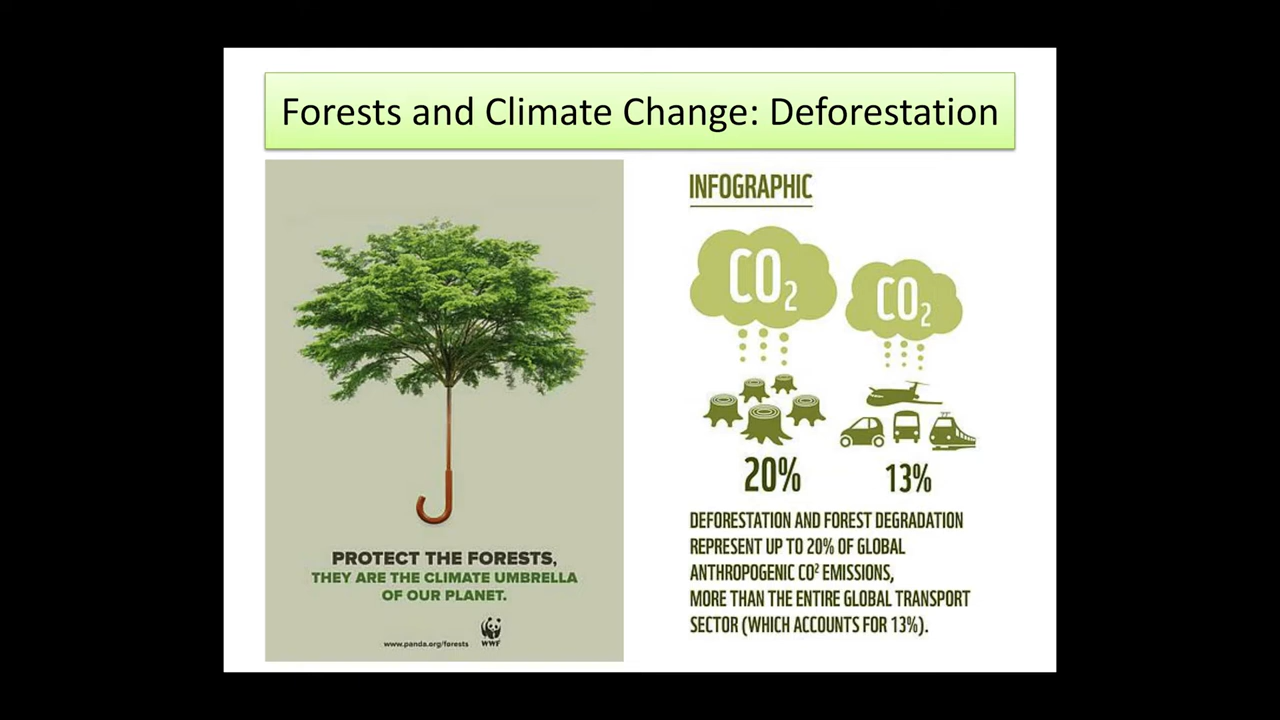 Forests and Climate Change: Deforestation
PROTECT THE FORESTS,
THEY ARE THE CLIMATE UMBRELLA
OF OUR PLANET.
www.panda.org/forests
WWF
INFOGRAPHIC
CO₂
CO₂
20%
13%
DEFORESTATION AND FOREST DEGRADATION
REPRESENT UP TO 20% OF GLOBAL
ANTHROPOGENIC CO² EMISSIONS,
MORE THAN THE ENTIRE GLOBAL TRANSPORT
SECTOR (WHICH ACCOUNTS FOR 13%).